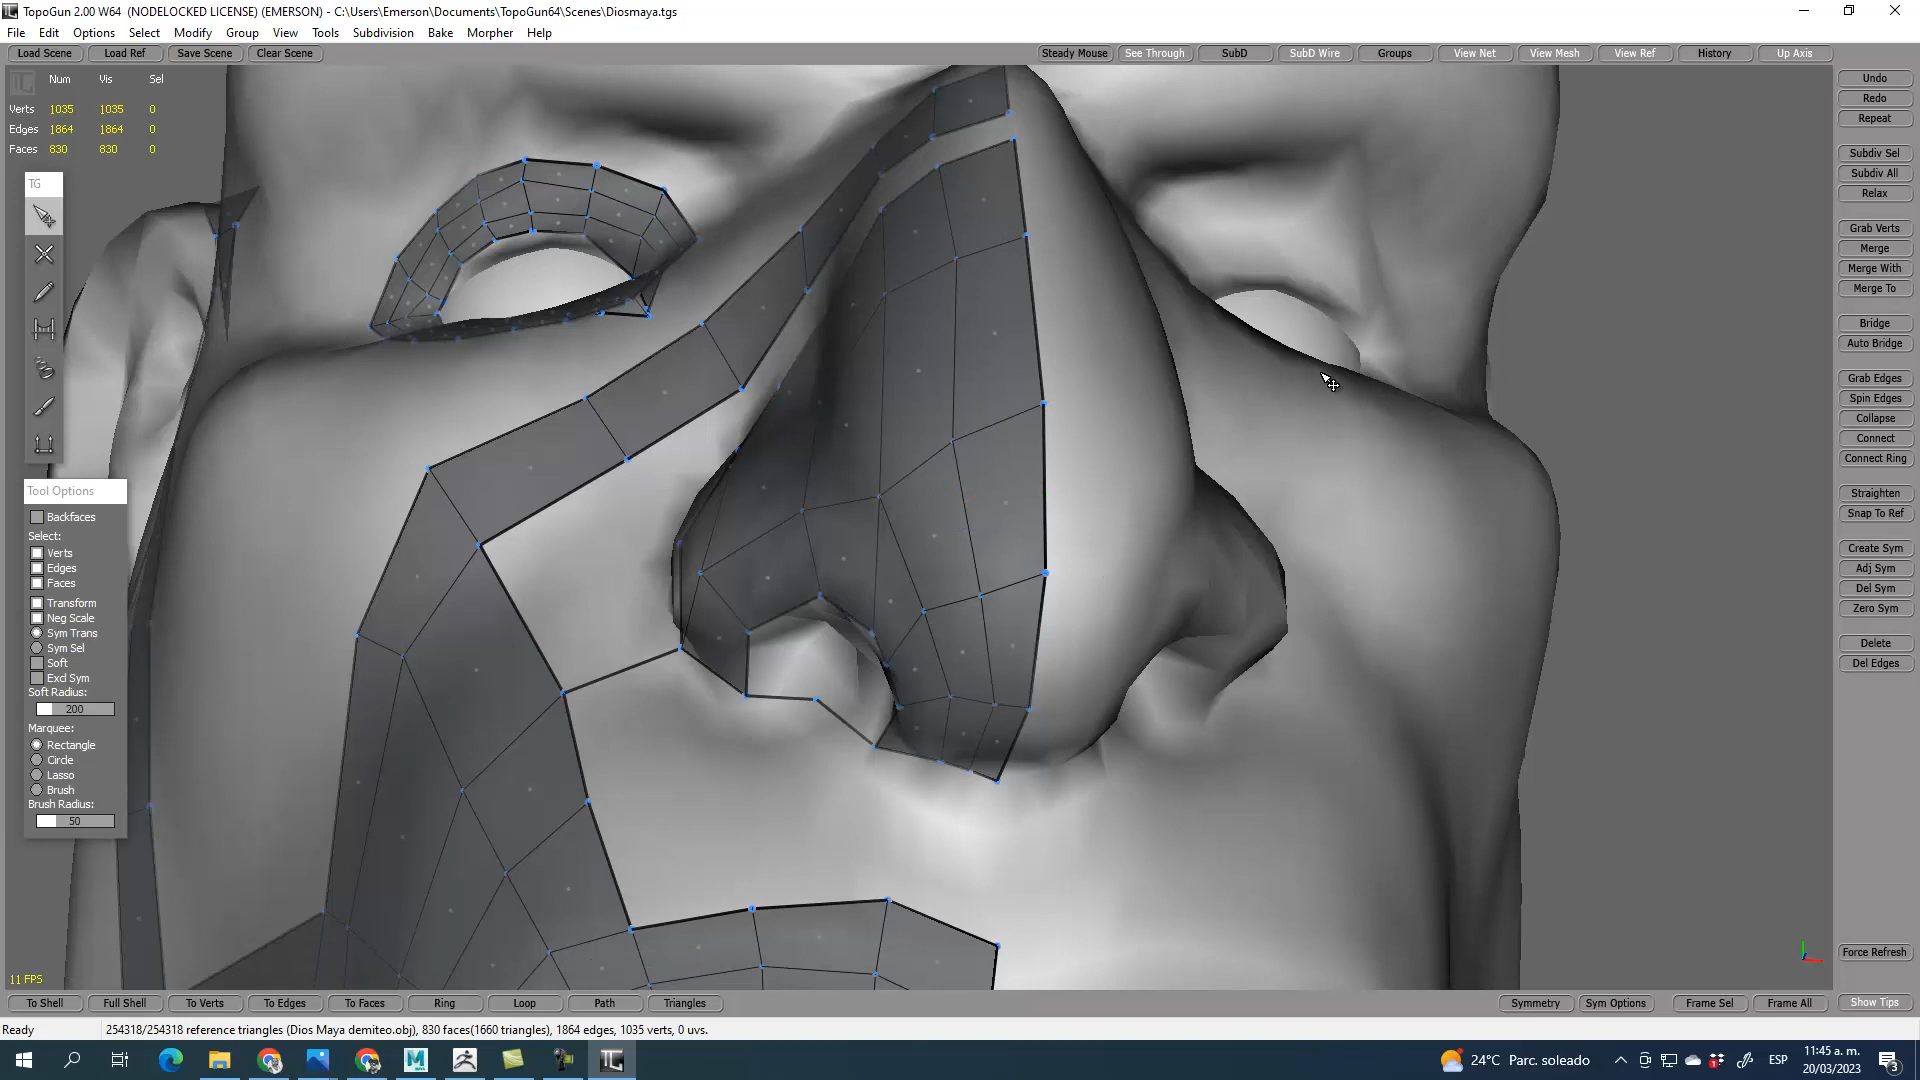 TopoGun 2.00 W64  (NODELOCKED LICENSE) (EMERSON) - C:\Users\Emerson\Documents\TopoGun64\Scenes\Diosmaya.tgs
File Edit Options Select Modify Group View Tools Subdivision Bake Morpher Help
Load Scene Load Ref Save Scene Clear Scene Steady Mouse See Through SubD SubD Wire Groups View Net View Mesh View Ref History Up Axis
Num Vis Sel
Verts 1035 1035 0
Edges 1864 1864 0
Faces 830 830 0
TG
Tool Options
Backfaces
Select:
Verts
Edges
Faces
Transform
Neg Scale
Sym Trans
Sym Sel
Soft
Excl Sym
Soft Radius:
200
Marquee:
Rectangle
Circle
Lasso
Brush
Brush Radius:
50
11 FPS
Undo
Redo
Repeat
Subdiv Sel
Subdiv All
Relax
Grab Verts
Merge
Merge With
Merge To
Bridge
Auto Bridge
Grab Edges
Spin Edges
Collapse
Connect
Connect Ring
Straighten
Snap To Ref
Create Sym
Adj Sym
Del Sym
Zero Sym
Delete
Del Edges
Force Refresh
To Shell Full Shell To Verts To Edges To Faces Ring Loop Path Triangles Symmetry Sym Options Frame Sel Frame All Show Tips
Ready 254318/254318 reference triangles (Dios Maya demiteo.obj), 830 faces(1660 triangles), 1864 edges, 1035 verts, 0 uvs.
24°C Parc. soleado ESP 11:45 a. m.
20/03/2023
3